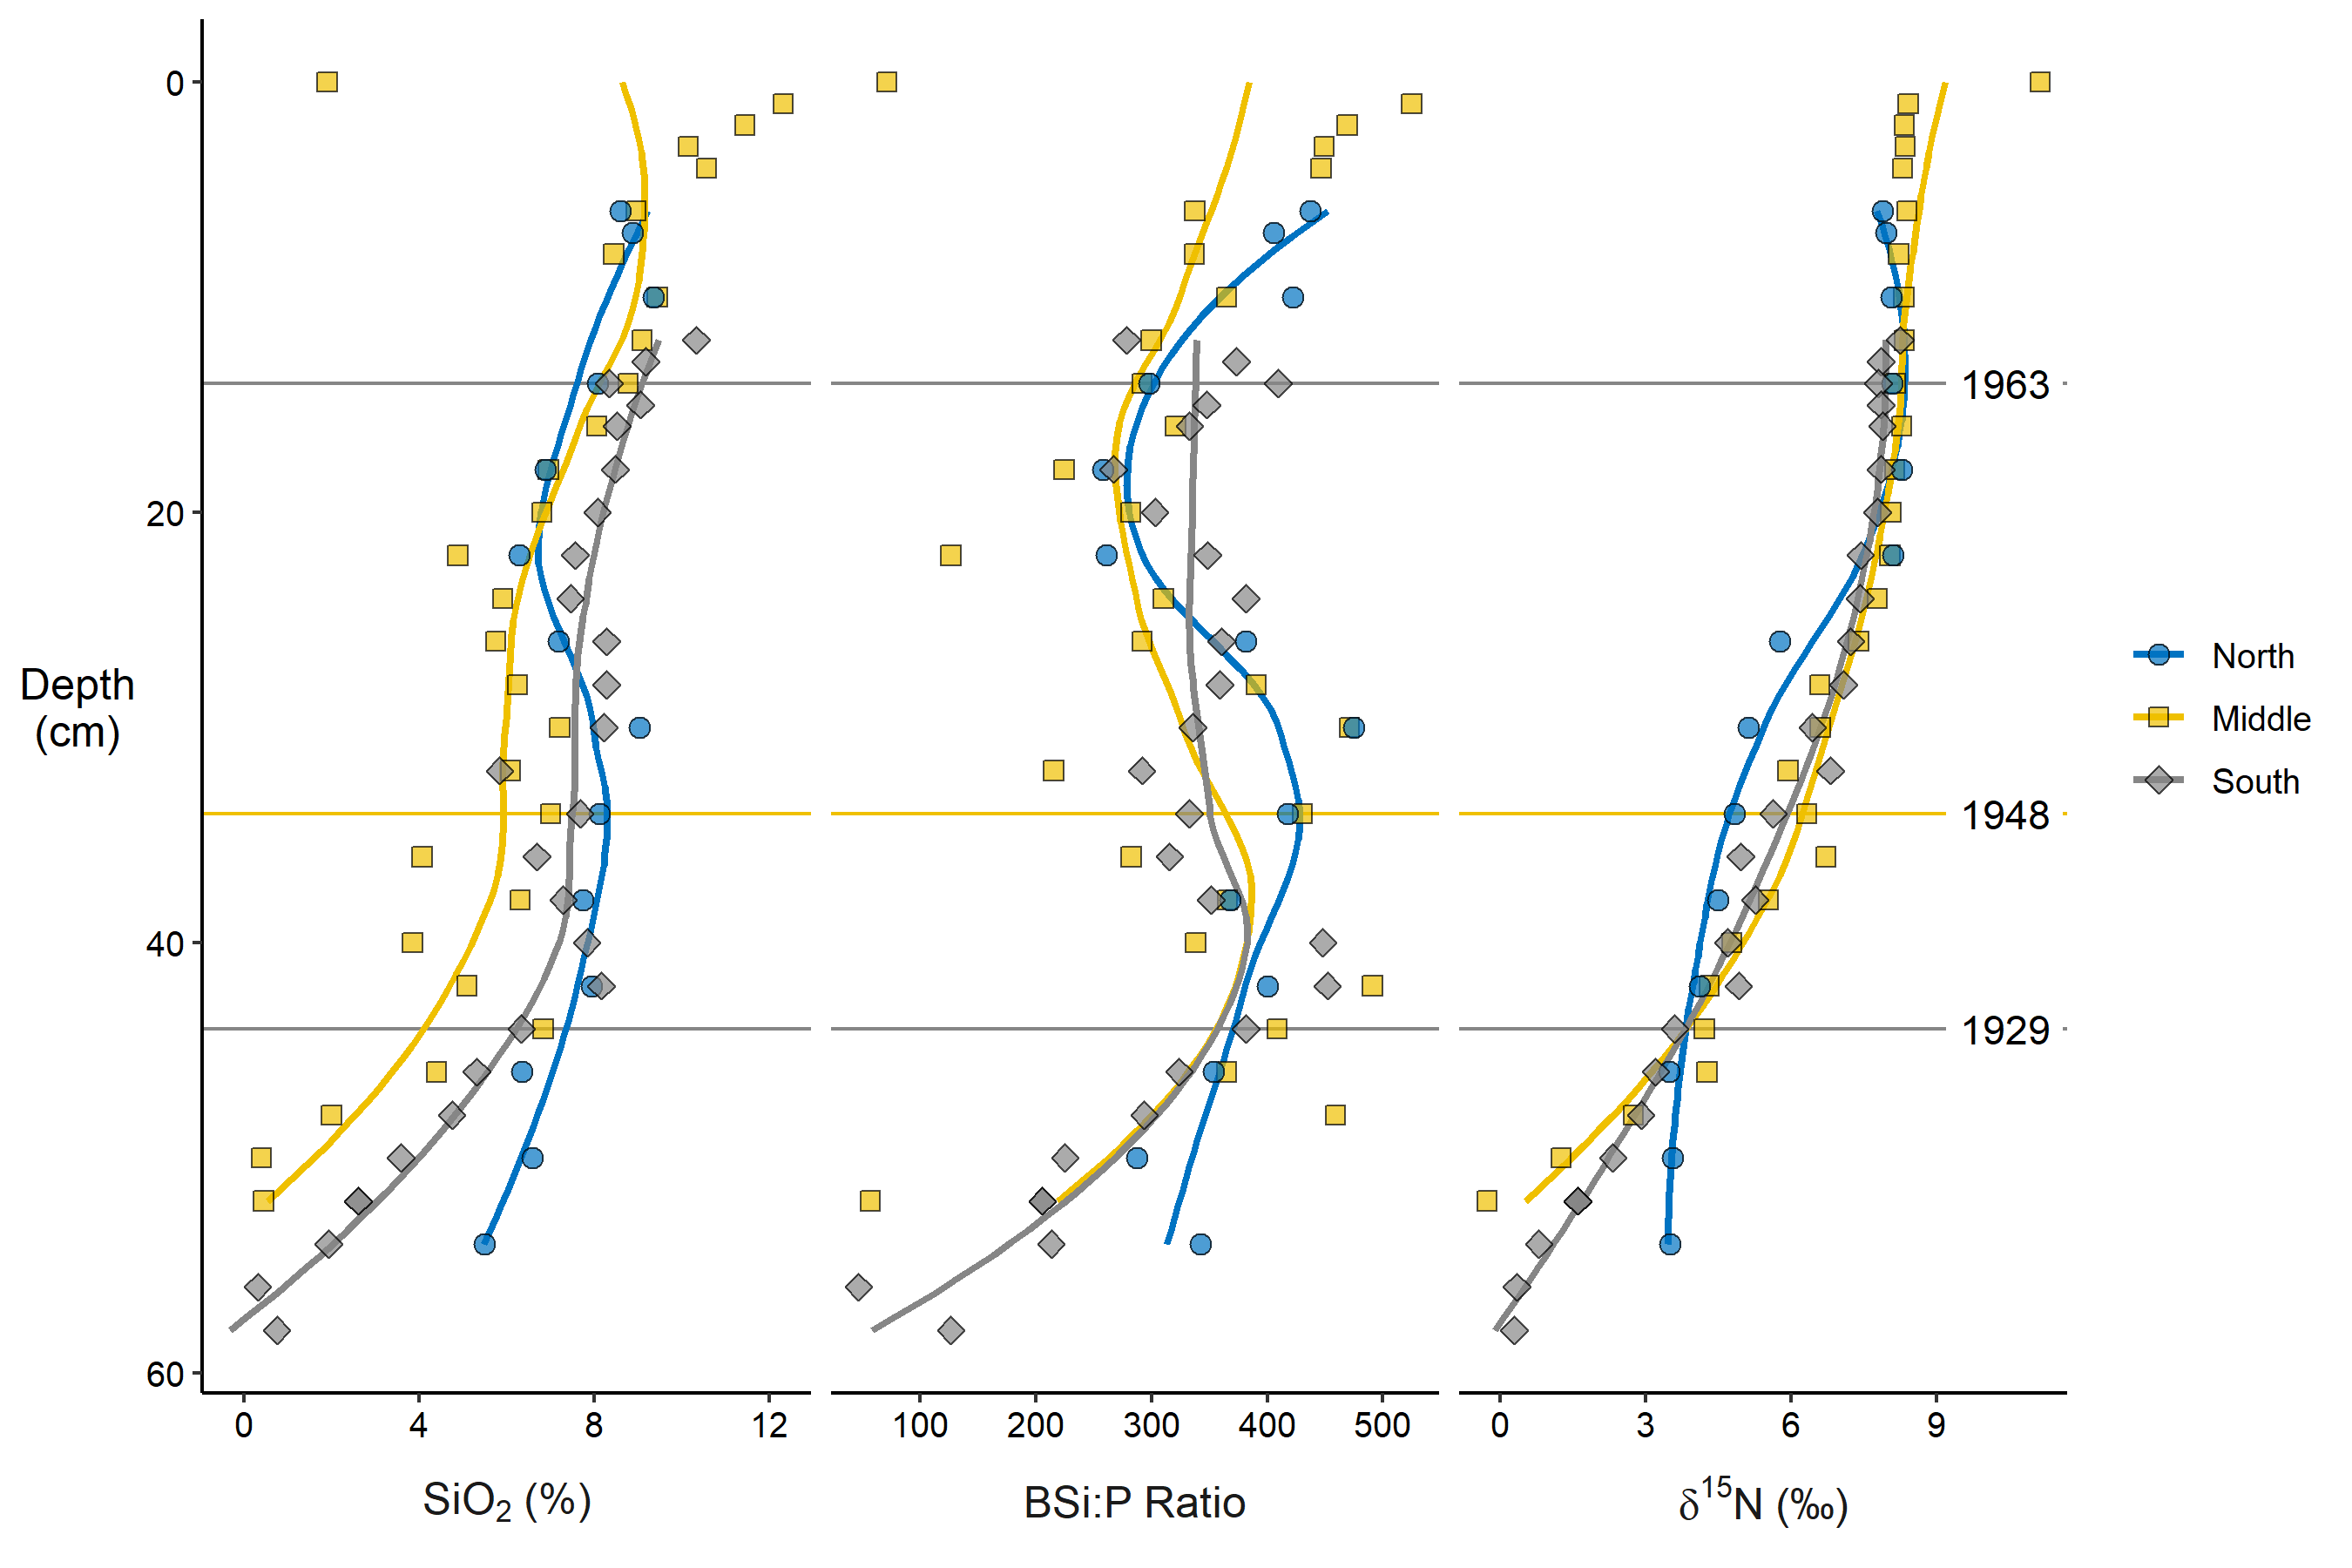 0
20
40
60
Depth
(cm)
1963
1948
1929
0 4 8 12
100 200 300 400 500
0 3 6 9
SiO₂ (%)
BSi:P Ratio
δ¹⁵N (‰)
North
Middle
South